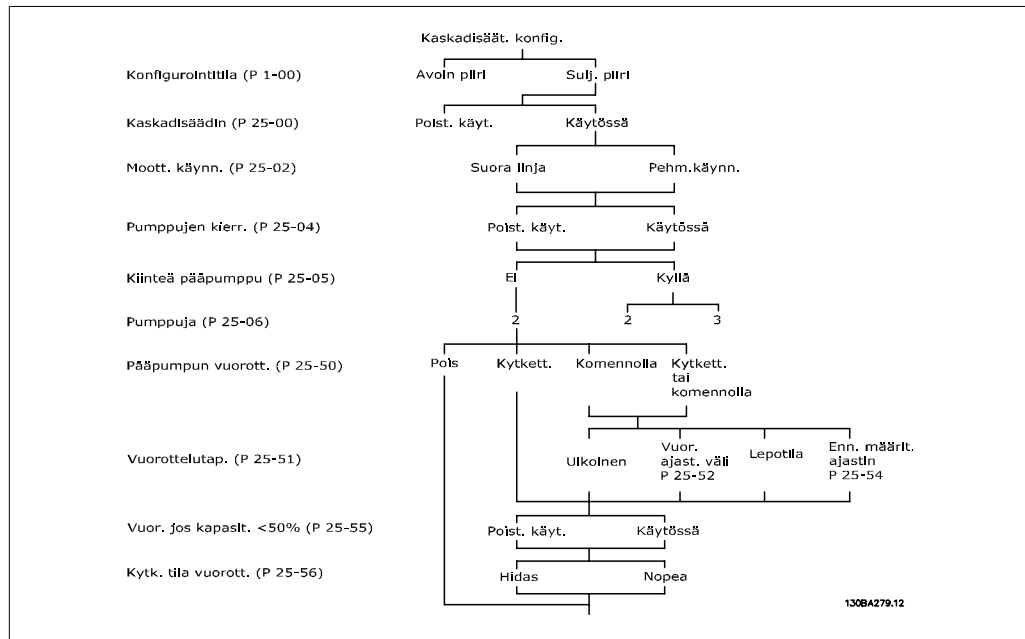 Kaskadisäät. konfig.
Konfigurointitila (P 1-00) Avoin piiri Sulj. piiri
Kaskadisäädin (P 25-00) Poist. käyt. Käytössä
Moott. käynn. (P 25-02) Suora linja Pehm.käynn.
Pumppujen kierr. (P 25-04) Poist. käyt. Käytössä
Kiinteä pääpumppu (P 25-05) Ei Kyllä
Pumppuja (P 25-06) 2 2 3
Pääpumpun vuorott. (P 25-50) Pois Kytkett. Komennolla Kytkett.
tai
komennolla
Vuorottelutap. (P 25-51) Ulkoinen Vuor.
ajast. väli
P 25-52
Lepotila
Enn. määrit.
ajastin
P 25-54
Vuor. jos kapasit. <50% (P 25-55) Poist. käyt. Käytössä
Kytk. tila vuorott. (P 25-56) Hidas Nopea
130BA279.12